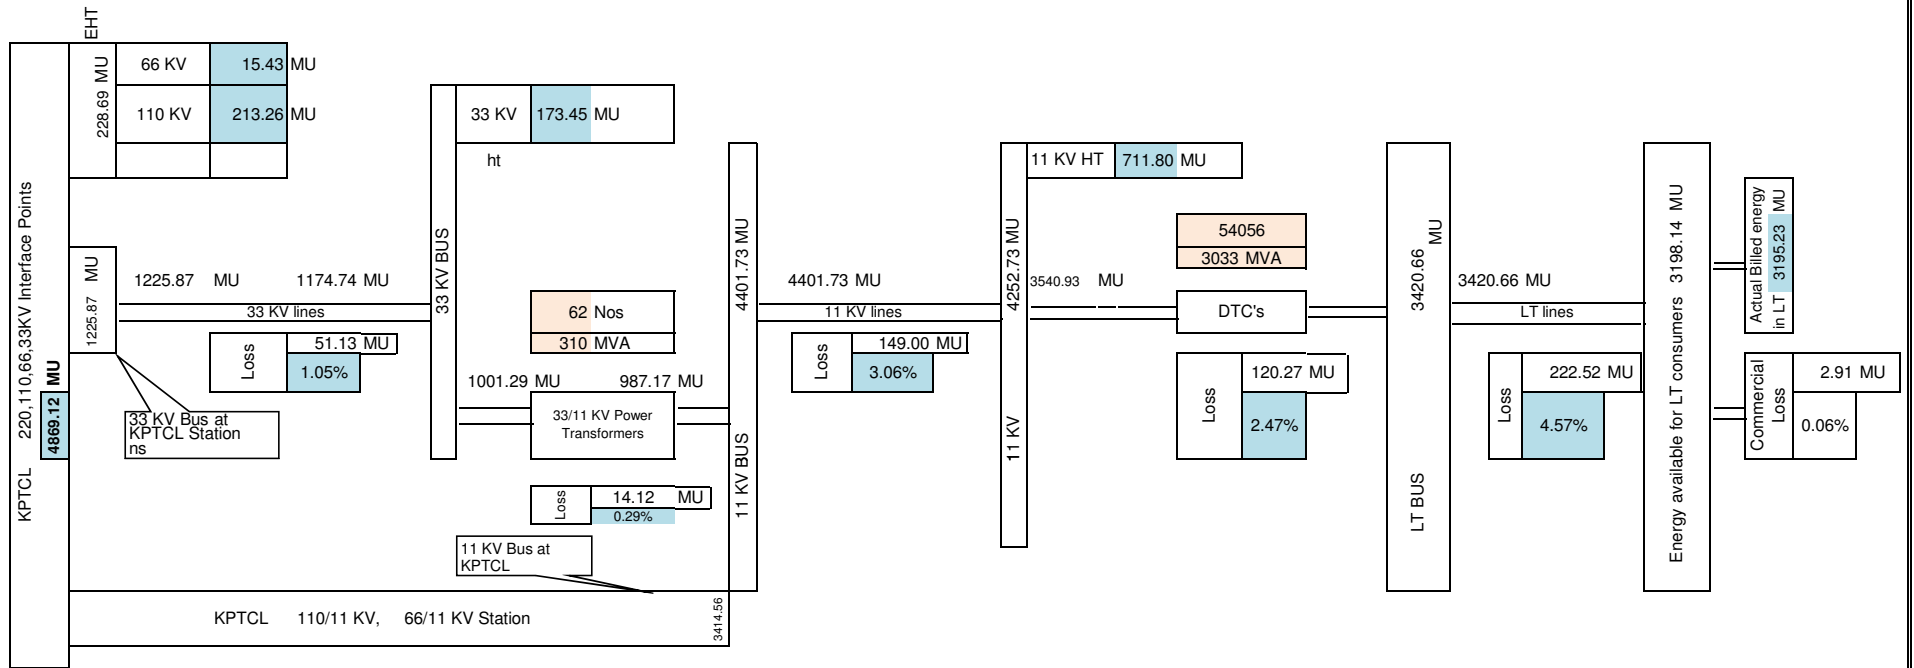 EHT
KPTCL 220,110,66,33KV Interface Points
4869.12 MU
228.69 MU
66 KV 15.43 MU
110 KV 213.26 MU
1225.87 MU
1225.87 MU 1174.74 MU
33 KV lines
Loss
51.13 MU
1.05%
33 KV Bus at
KPTCL Station
ns
33 KV BUS
33 KV 173.45 MU
ht
62 Nos
310 MVA
1001.29 MU 987.17 MU
33/11 KV Power
Transformers
Loss
14.12 MU
0.29%
11 KV Bus at
KPTCL
KPTCL 110/11 KV, 66/11 KV Station
3414.56
11 KV BUS 4401.73 MU
4401.73 MU
11 KV lines
Loss
149.00 MU
3.06%
11 KV 4252.73 MU
11 KV HT 711.80 MU
3540.93 MU
54056
3033 MVA
DTC's
Loss
120.27 MU
2.47%
LT BUS 3420.66
MU
3420.66 MU
LT lines
Loss
222.52 MU
4.57%
Energy available for LT consumers 3198.14 MU
Actual Billed energy
in LT 3195.23 MU
Commercial
Loss
2.91 MU
0.06%